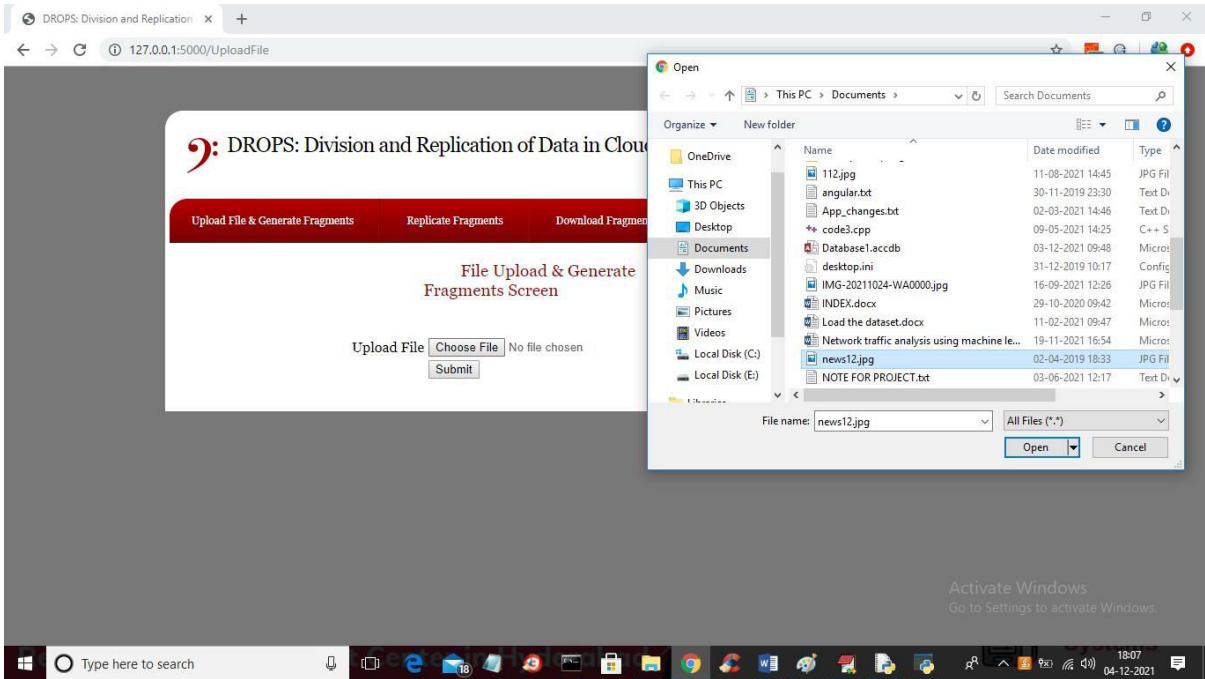 DROPS: Division and Replication
127.0.0.1:5000/UploadFile
DROPS: Division and Replication of Data in Clou
Upload File & Generate Fragments Replicate Fragments Download Fragmen
File Upload & Generate
Fragments Screen
Upload File Choose File No file chosen
Submit
Open
This PC > Documents >
Search Documents
Organize New folder
OneDrive
This PC
3D Objects
Desktop
Documents
Downloads
Music
Pictures
Videos
Local Disk (C:)
Local Disk (E:)
Libraries
Name Date modified Type
112.jpg 11-08-2021 14:45 JPG Fil
angular.txt 30-11-2019 23:30 Text D
App_changes.txt 02-03-2021 14:46 Text D
code3.cpp 09-05-2021 14:25 C++ S
Database1.accdb 03-12-2021 09:48 Micros
desktop.ini 31-12-2019 10:17 Config
IMG-20211024-WA0000.jpg 16-09-2021 12:26 JPG Fil
INDEX.docx 29-10-2020 09:42 Micros
Load the dataset.docx 11-02-2021 09:47 Micros
Network traffic analysis using machine le... 19-11-2021 16:54 Micros
news12.jpg 02-04-2019 18:33 JPG Fil
NOTE FOR PROJECT.txt 03-06-2021 12:17 Text D
File name: news12.jpg All Files (*.*)
Open Cancel
Activate Windows
Go to Settings to activate Windows.
Type here to search
18
18:07
04-12-2021